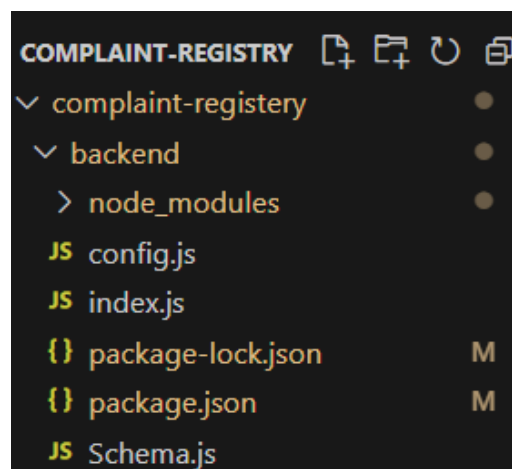 COMPLAINT-REGISTRY
complaint-registery
backend
node_modules
JS config.js
JS index.js
{} package-lock.json M
{} package.json M
JS Schema.js